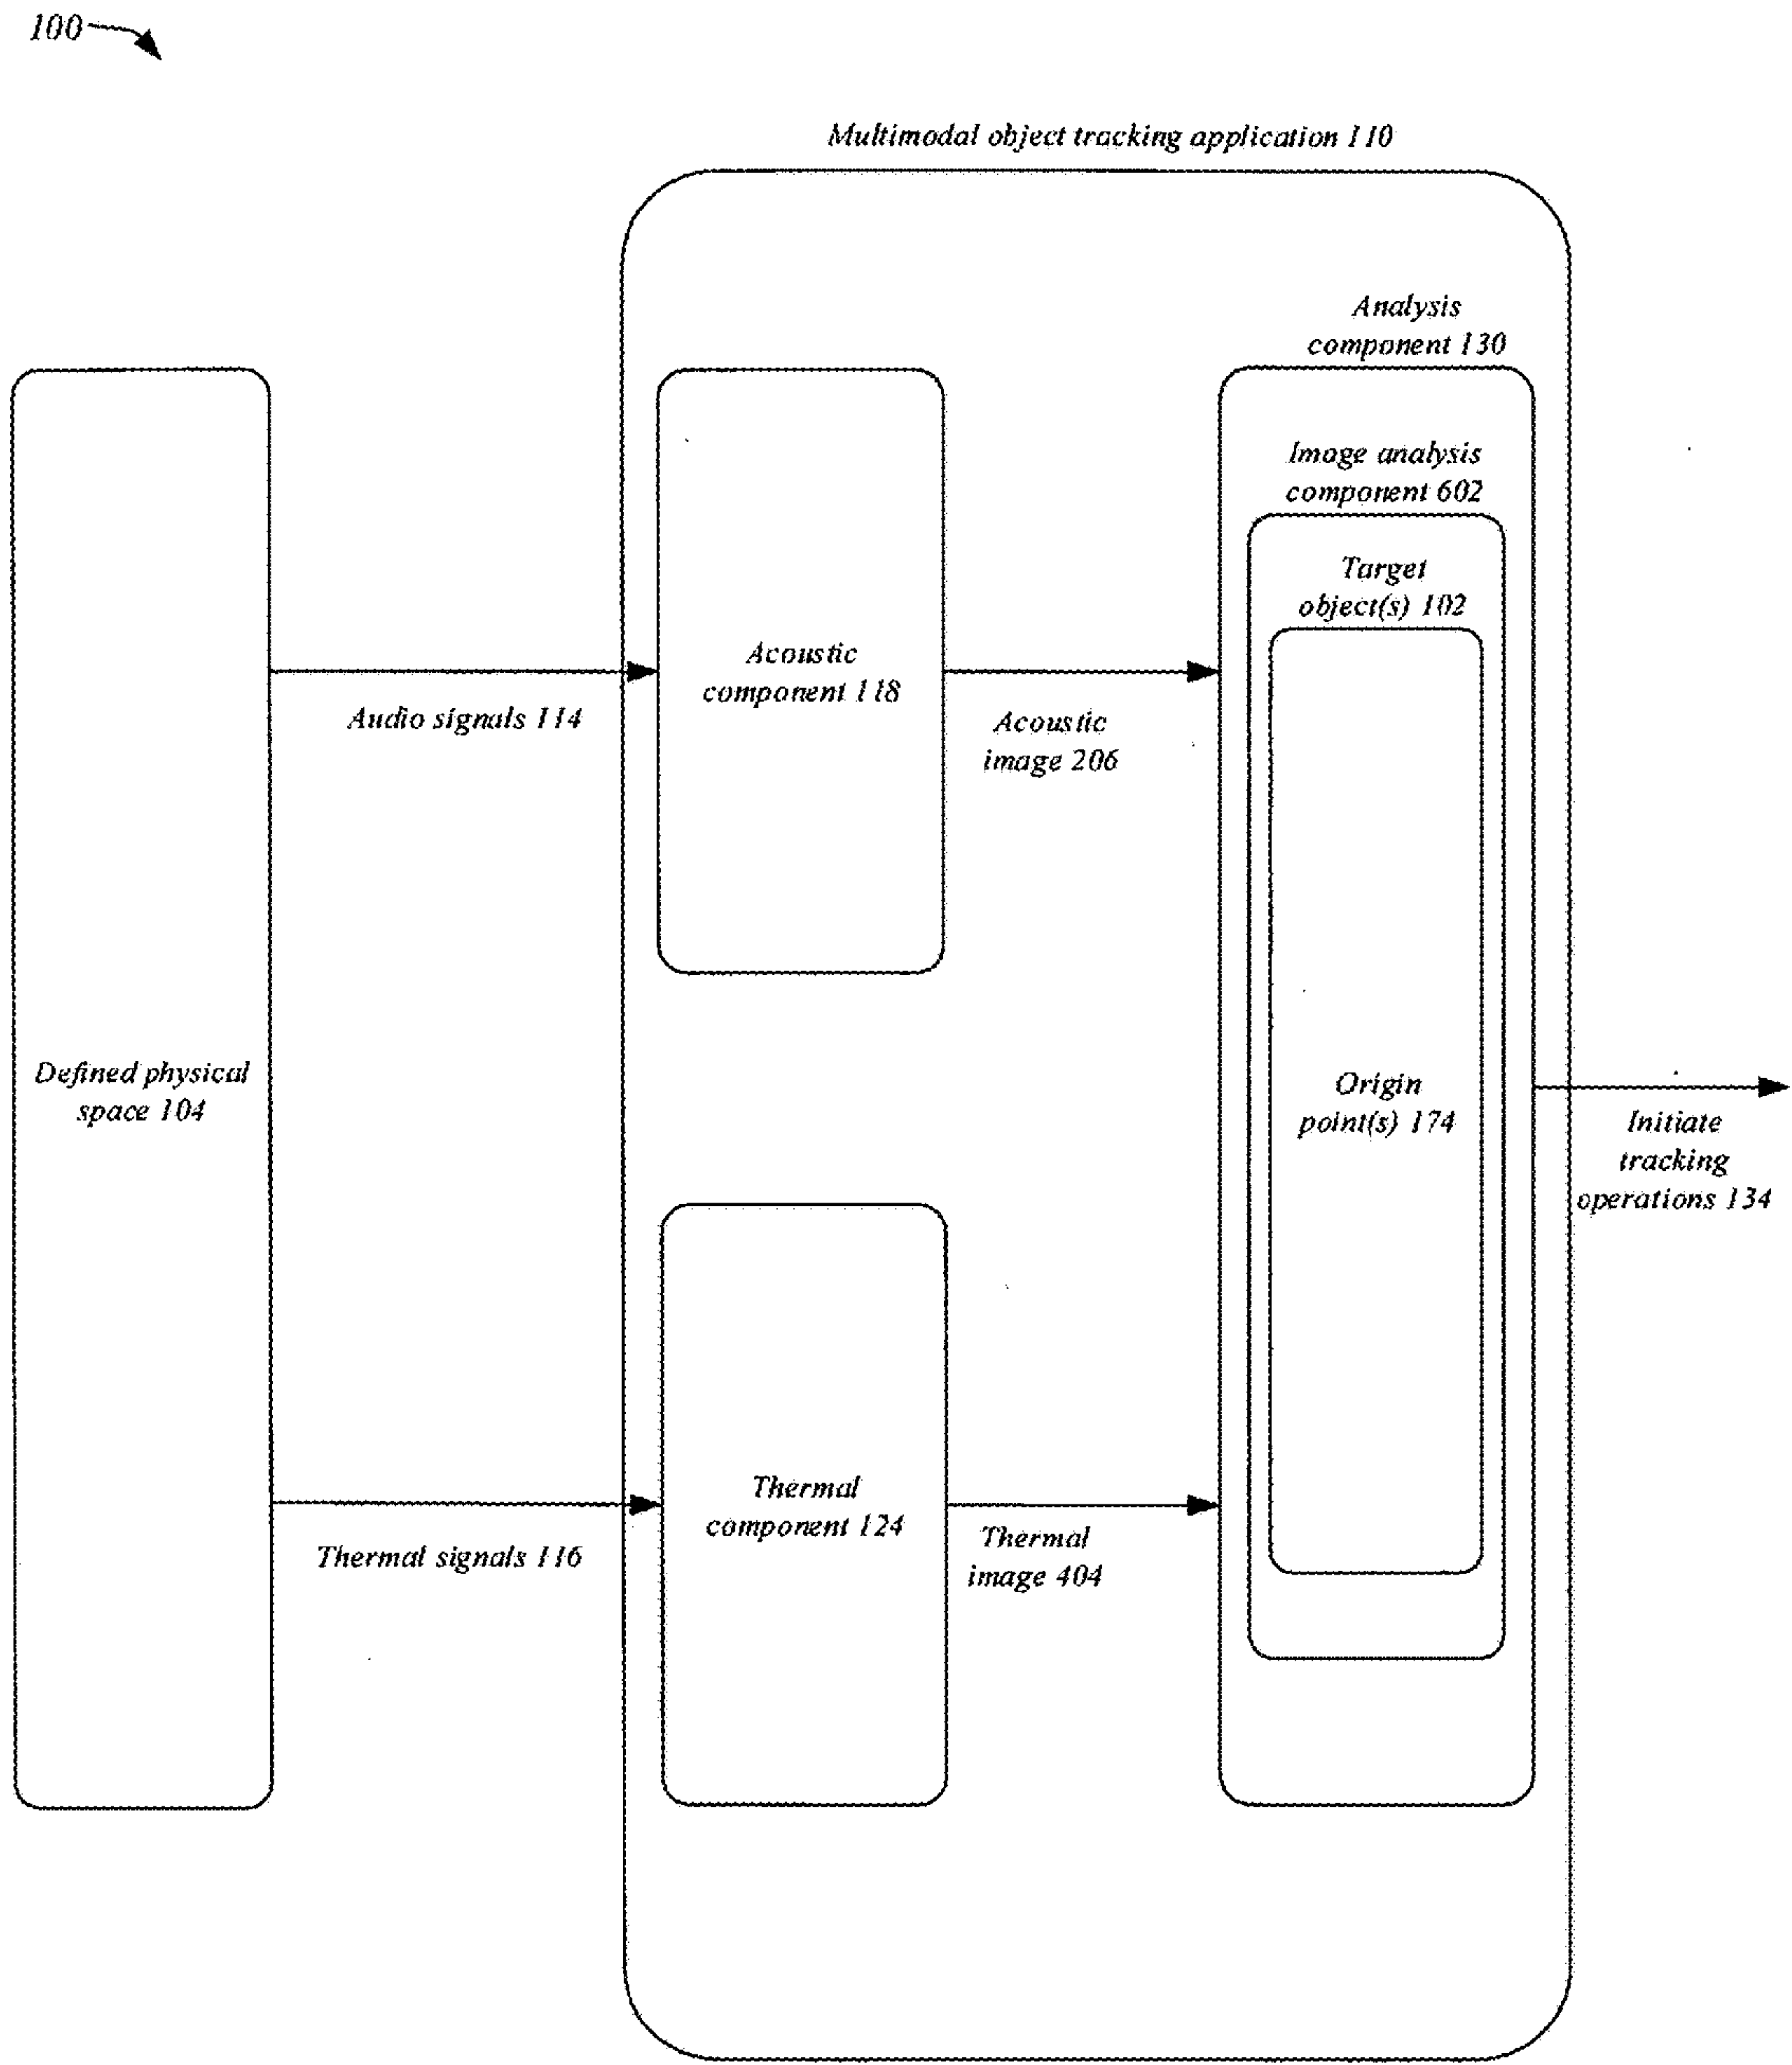 100
Multimodal object tracking application 110
Analysis
component 130
Image analysis
component 602
Target
object(s) 102
Acoustic
component 118
Audio signals 114
Acoustic
image 206
Defined physical
space 104
Origin
point(s) 174
Initiate
tracking
operations 134
Thermal
component 124
Thermal signals 116
Thermal
image 404